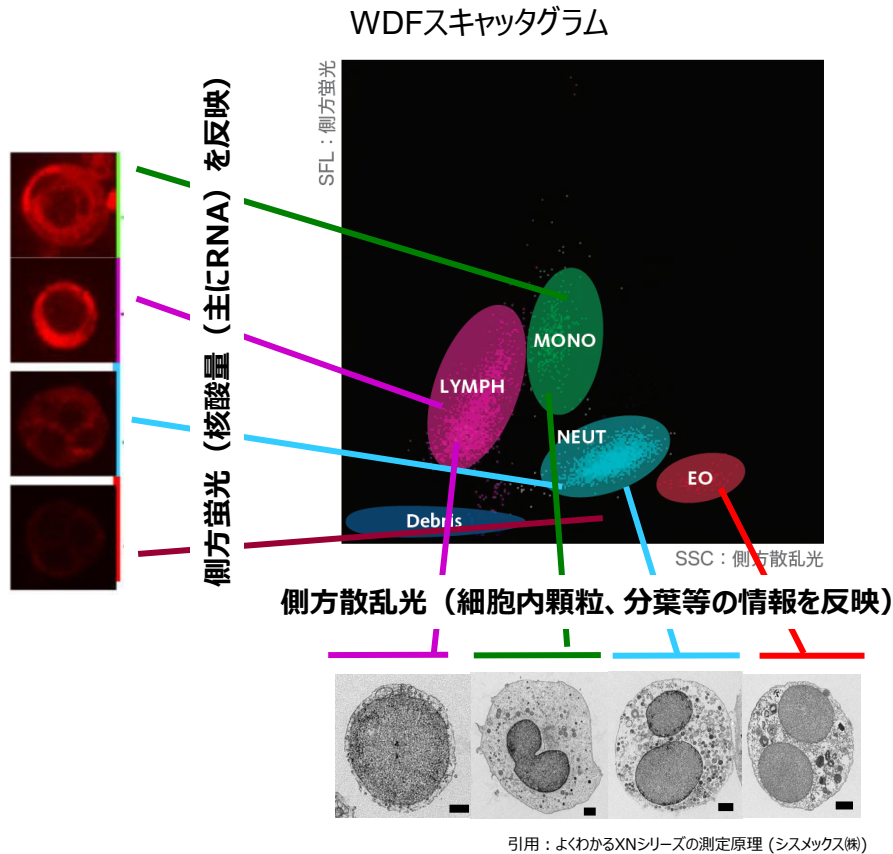 WDFスキャッタグラム
SFL：側方蛍光
側方蛍光（核酸量（主にRNA）を反映）
MONO
LYMPH
NEUT
EO
Debris
SSC：側方散乱光
側方散乱光（細胞内顆粒、分葉等の情報を反映）
引用：よくわかるXNシリーズの測定原理 (シスメックス㈱)